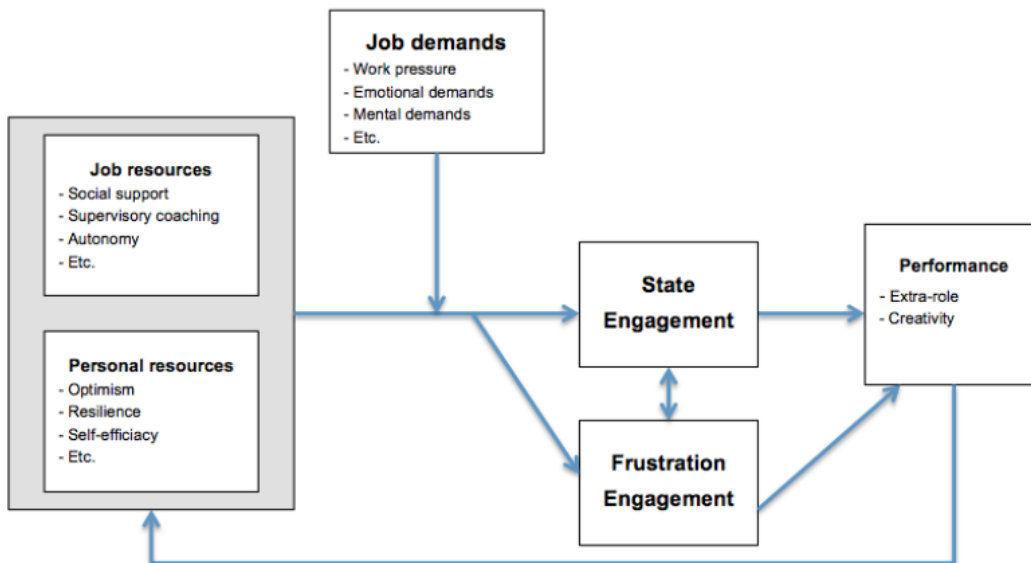 Job demands
- Work pressure
- Emotional demands
- Mental demands
- Etc.
Job resources
- Social support
- Supervisory coaching
- Autonomy
- Etc.
Personal resources
- Optimism
- Resilience
- Self-efficiacy
- Etc.
State
Engagement
Frustration
Engagement
Performance
- Extra-role
- Creativity